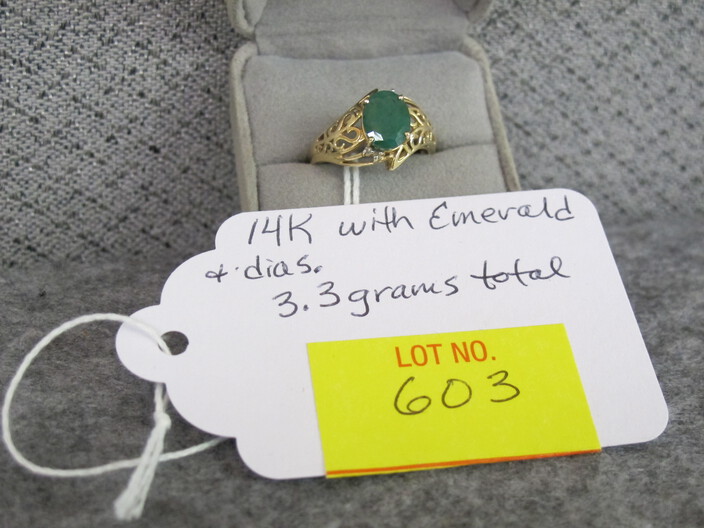 14K with Emerald
& dias.
3.3 grams total
LOT NO.
603